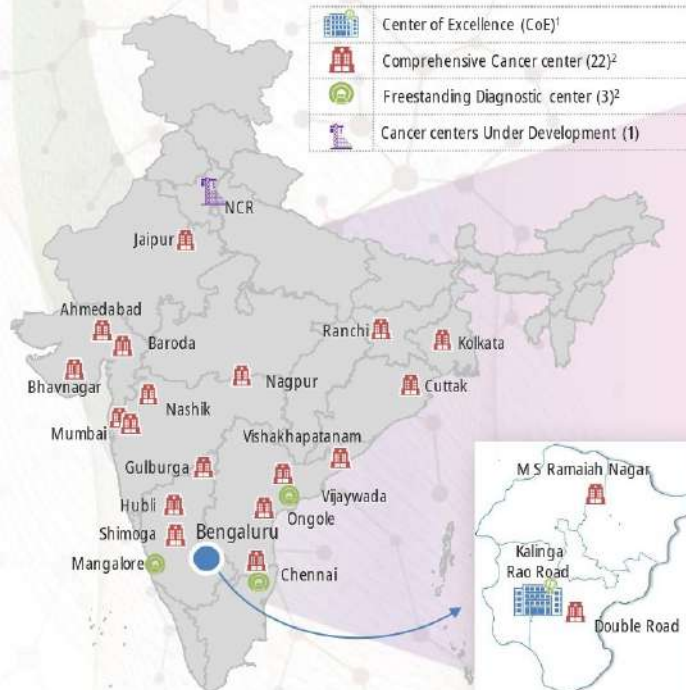 Center of Excellence (CoE)¹
Comprehensive Cancer center (22)²
Freestanding Diagnostic center (3)²
Cancer centers Under Development (1)
NCR
Jaipur
Ahmedabad
Baroda
Ranchi
Kolkata
Bhavnagar
Nagpur
Cuttak
Nashik
Mumbai
Vishakhapatanam
Gulburga
Vijaywada
Hubli
Ongole
Shimoga
Bengaluru
Mangalore
Chennai
M S Ramaiah Nagar
Kalinga
Rao Road
Double Road